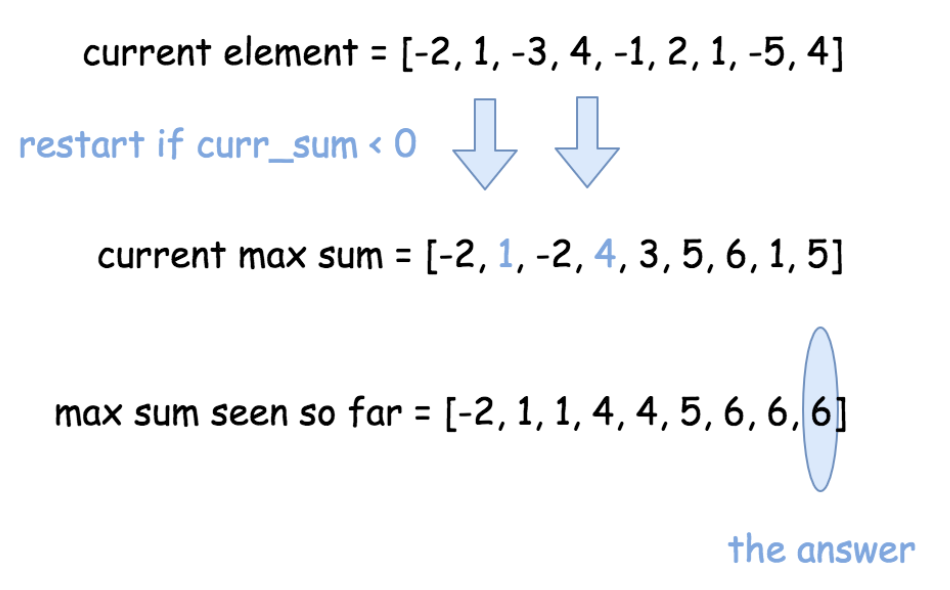 current element = [-2, 1, -3, 4, -1, 2, 1, -5, 4]
restart if curr_sum < 0
current max sum = [-2, 1, -2, 4, 3, 5, 6, 1, 5]
max sum seen so far = [-2, 1, 1, 4, 4, 5, 6, 6, 6]
the answer